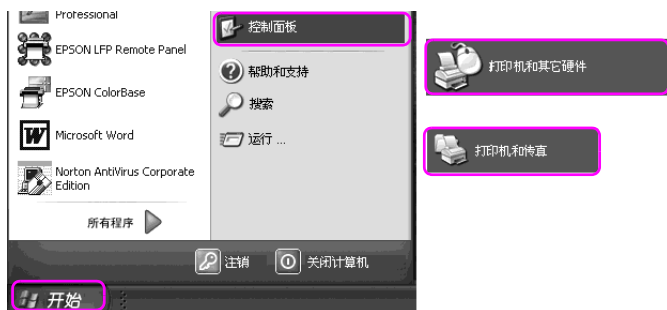 Professional
EPSON LFP Remote Panel
EPSON ColorBase
Microsoft Word
Norton AntiVirus Corporate
Edition
所有程序
控制面板
帮助和支持
搜索
运行 ...
注销
关闭计算机
开始
打印机和其它硬件
打印机和传真